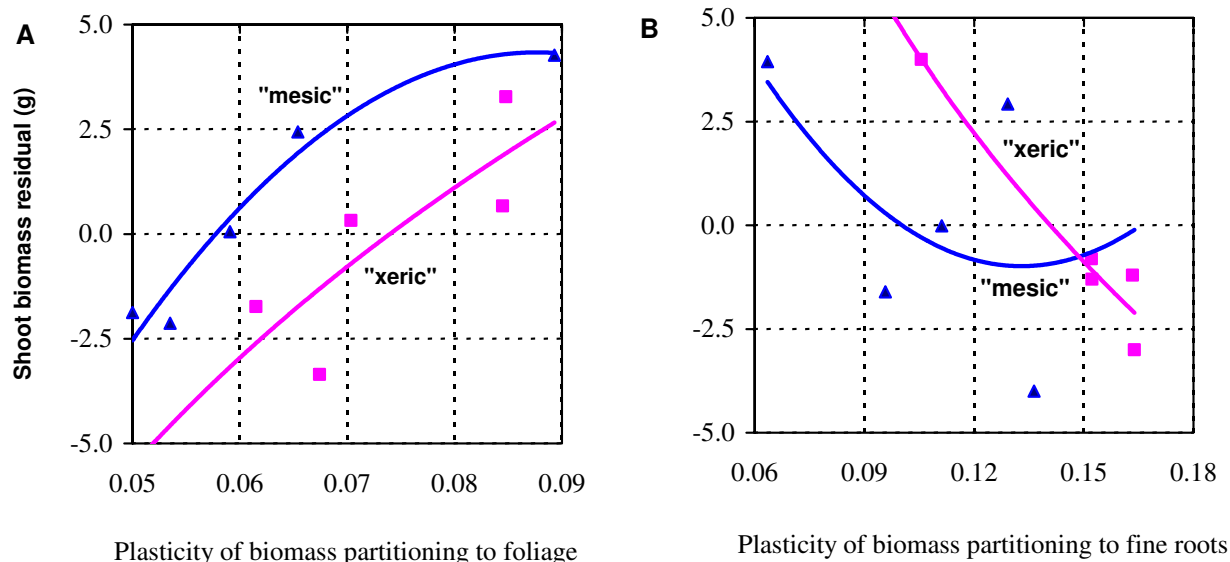 A
Shoot biomass residual (g)
5.0
2.5
0.0
-2.5
-5.0
"mesic"
"xeric"
0.05 0.06 0.07 0.08 0.09
Plasticity of biomass partitioning to foliage
B
5.0
2.5
0.0
-2.5
-5.0
"xeric"
"mesic"
0.06 0.09 0.12 0.15 0.18
Plasticity of biomass partitioning to fine roots